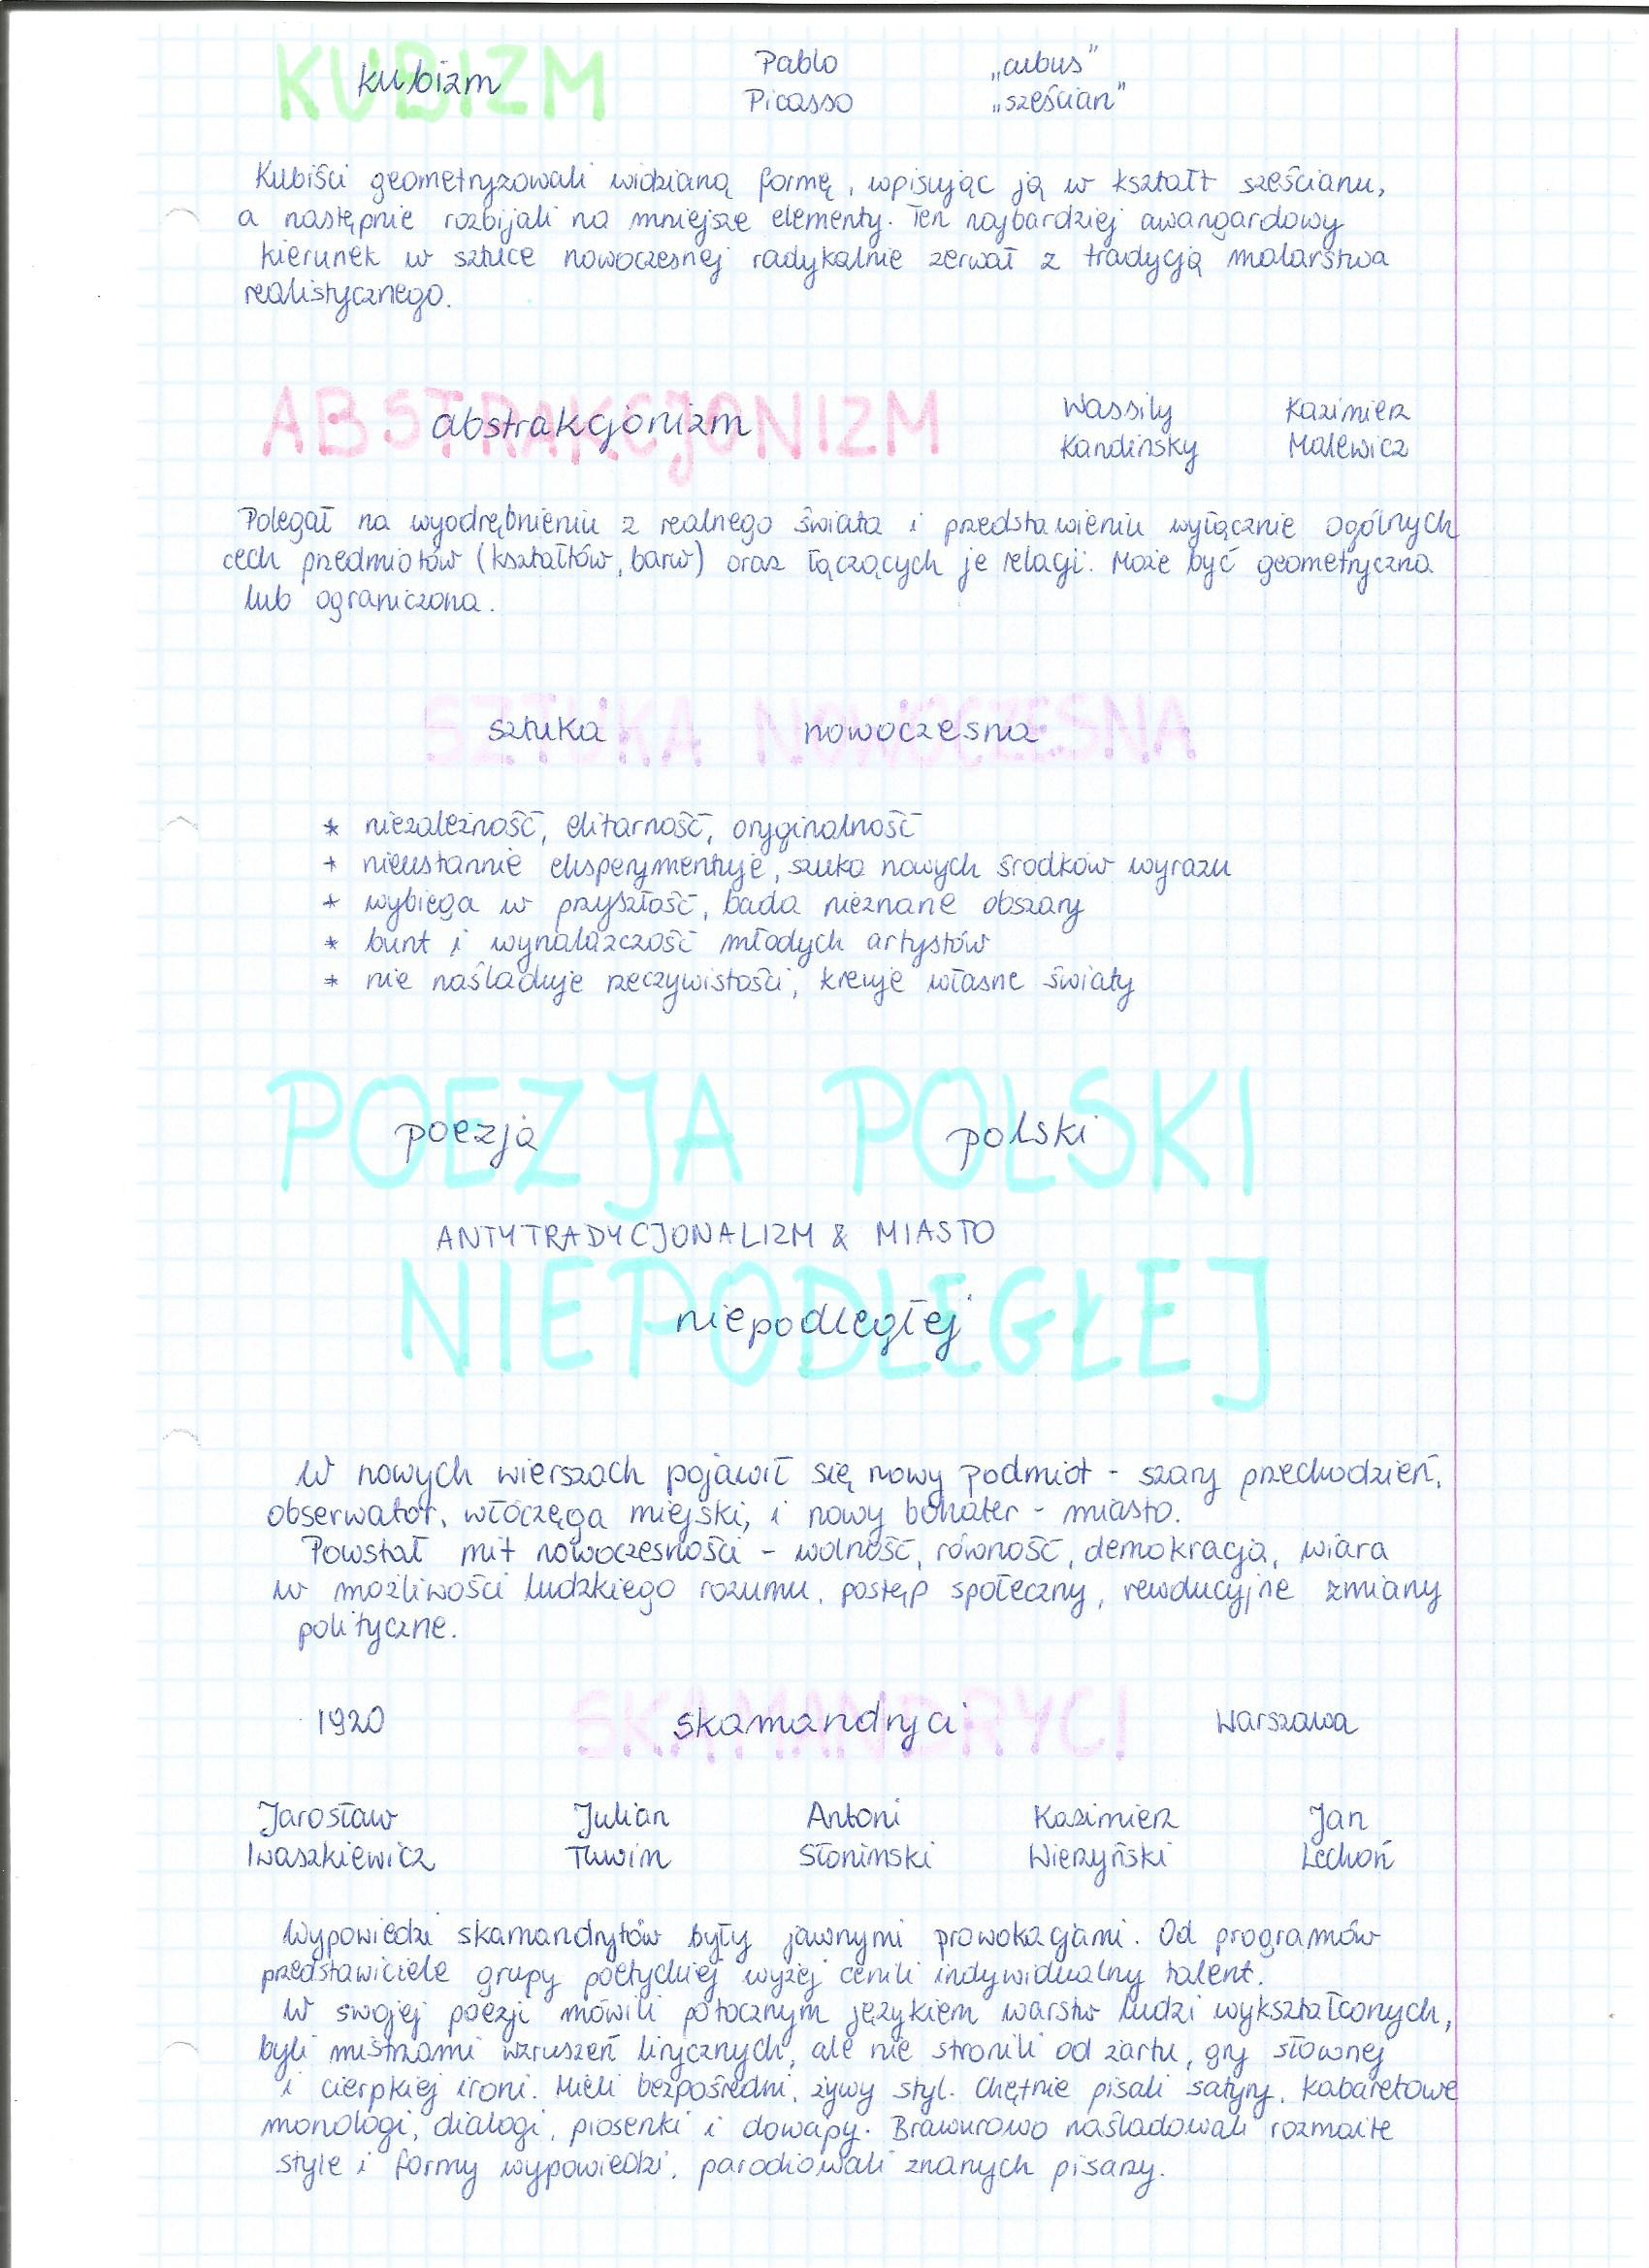 KUBIZM
kubizm
Pablo Picasso
„cubus"
„sześcian"
Kubiści geometryzowali widzianą formę, wpisując ją w kształt sześcianu,
a następnie rozbijali na mniejsze elementy. Ten najbardziej awangardowy
kierunek w sztuce nowoczesnej radykalnie zerwał z tradycją malarstwa
realistycznego.
ABSTRAKCJONIZM
abstrakcjonizm
Wassily Kandinsky
Kazimierz Malewicz
Polegał na wyodrębnieniu z realnego świata i przedstawieniu wyłącznie ogólnych
cech przedmiotów (kształtów, barw) oraz łączących je relacji. Może być geometryczna
lub ograniczona.
SZTUKA NOWOCZESNA
sztuka nowoczesna
* niezależność, elitarność, oryginalność
* nieustannie eksperymentuje, szuka nowych środków wyrazu
* wybiega w przyszłość, bada nieznane obszary
* bunt i wynalazczość młodych artystów
* nie naśladuje rzeczywistości, kreuje własne światy
POEZJA POLSKI
poezja polski
ANTYTRADYCJONALIZM & MIASTO
NIEPODLEGŁEJ
niepodległej
W nowych wierszach pojawił się nowy podmiot - szary przechodzień,
obserwator, włóczęga miejski, i nowy bohater - miasto.
Powstał mit nowoczesności - wolność, równość, demokracja, wiara
w możliwości ludzkiego rozumu, postęp społeczny, rewolucyjne zmiany
polityczne.
1920
SKAMANDRYCI
skamandryci
Warszawa
Jarosław Iwaszkiewicz
Julian Tuwim
Antoni Słonimski
Kazimierz Wierzyński
Jan Lechoń
Wypowiedzi skamandrytów były jawnymi prowokacjami. Od programów
przedstawiciele grupy poetyckiej wyżej cenili indywidualny talent.
W swojej poezji mówili potocznym językiem warstw ludzi wykształconych,
byli mistrzami wzruszeń lirycznych, ale nie stronili od żartu, gry słownej
i cierpkiej ironi. Mieli bezpośredni, żywy styl. Chętnie pisali satyry, kabaretowe
monologi, dialogi, piosenki i dowcipy. Brawurowo naśladowali rozmaite
style i formy wypowiedzi, parodiowali znanych pisarzy.